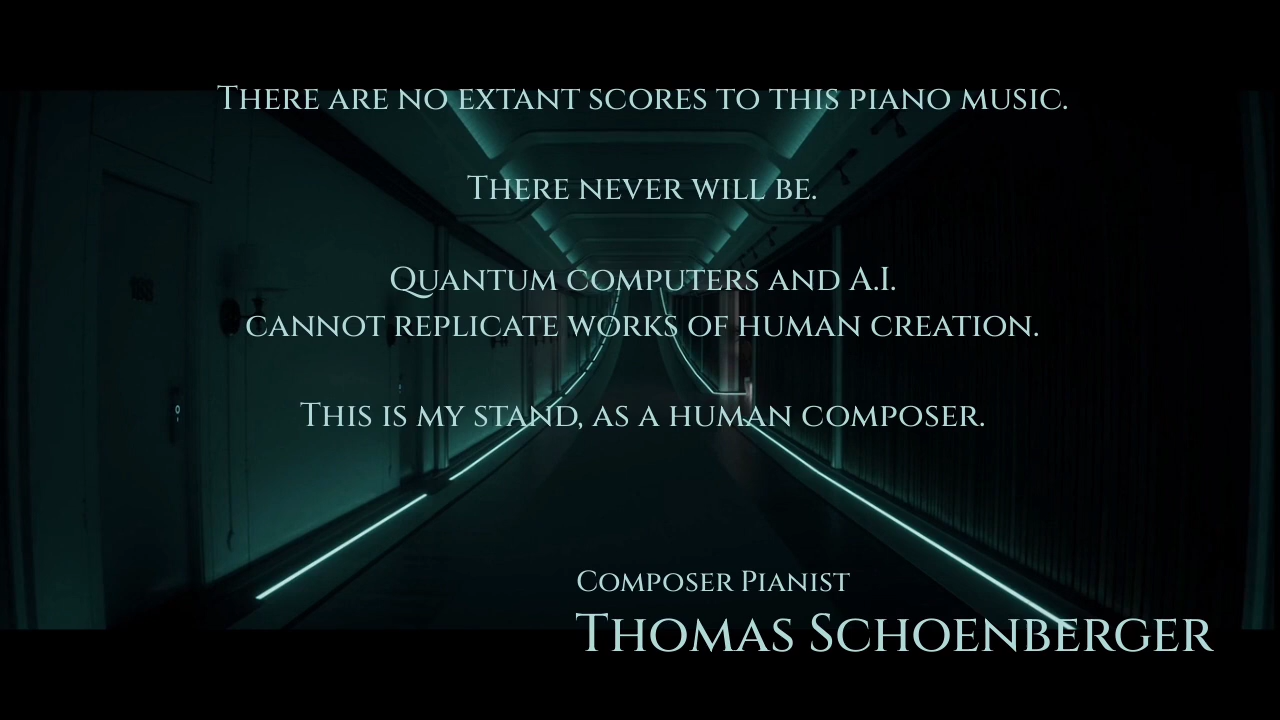 There are no extant scores to this piano music.
There never will be.
Quantum computers and A.I.
cannot replicate works of human creation.
This is my stand, as a human composer.
Composer Pianist
Thomas Schoenberger